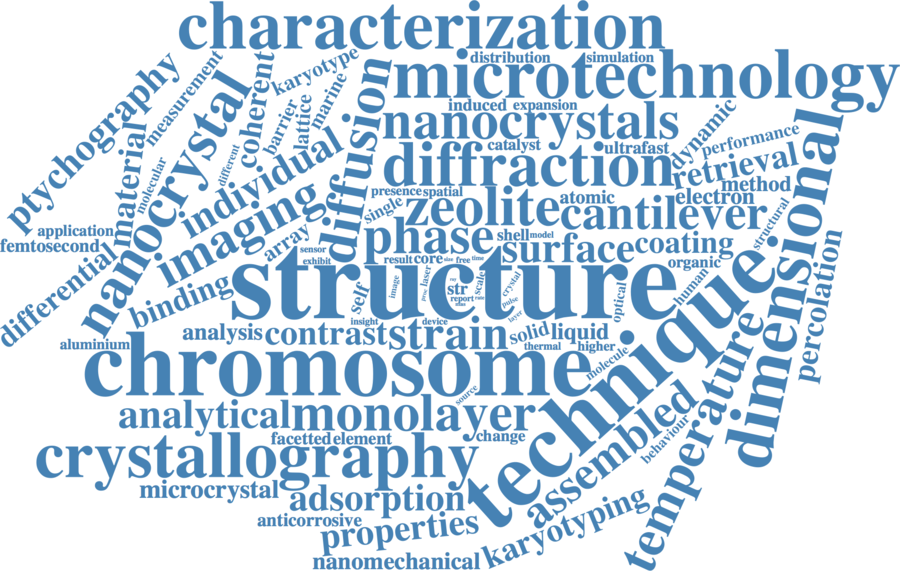 characterization
distribution
simulation
microtechnology
karyotype
measurement
ptychography
coherent
nanocrystal
material
molecular
different
barrier
lattice
marine
induced
expansion
nanocrystals
catalyst
ultrafast
dynamic
performance
diffusion
individual
diffraction
retrieval
method
electron
dimensional
imaging
presence
spatial
single
zeolite
atomic
cantilever
structural
application
femtosecond
array
sensor
exhibit
phase
shell
model
surface
coating
organic
differential
binding
result
core
size
free
time
structure
self
image
laser
str
report
scale
crystal
pulse
layer
optical
human
percolation
technique
aluminium
analysis
contrast
insight
strain
device
solid
liquid
thermal
higher
molecule
chromosome
source
temperature
analytical
monolayer
assembled
behaviour
facetted
element
change
crystallography
microcrystal
adsorption
anticorrosive
properties
karyotyping
nanomechanical